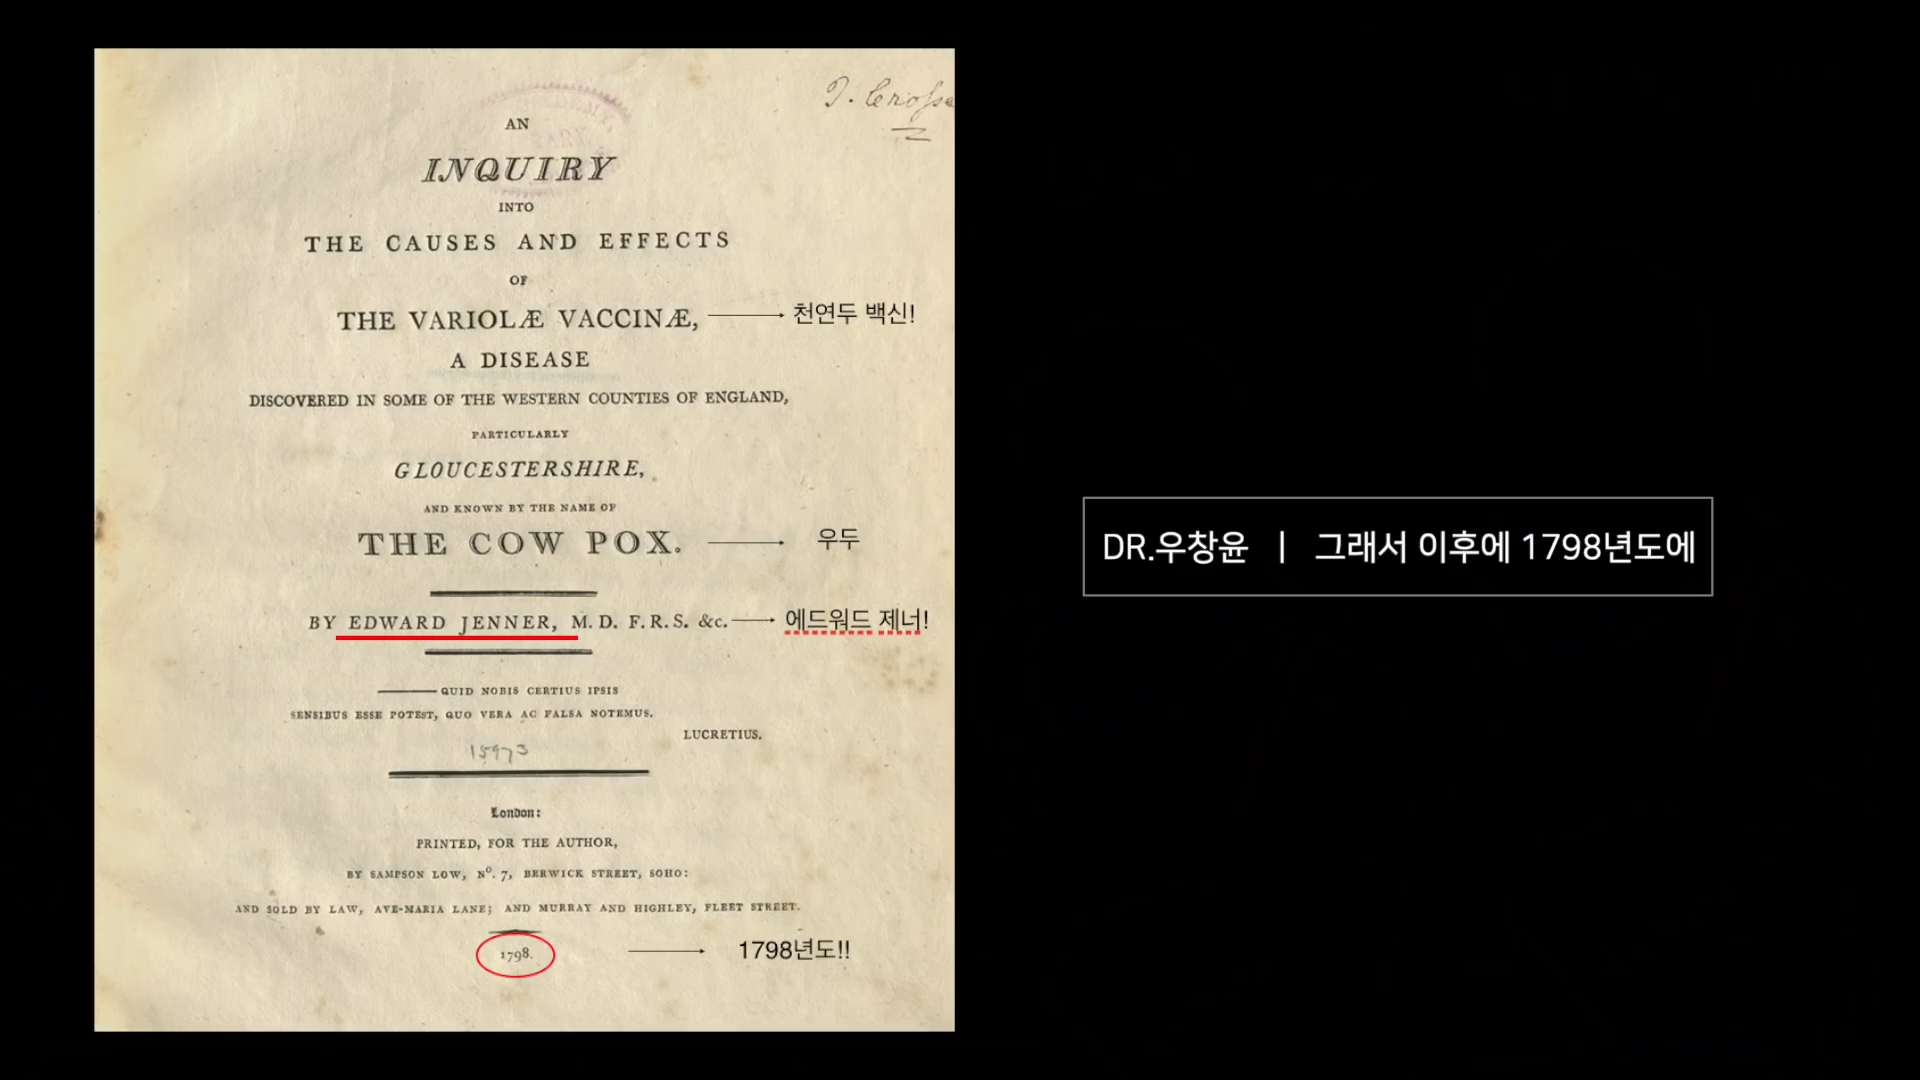 AN
INQUIRY
INTO
THE CAUSES AND EFFECTS
OF
THE VARIOLÆ VACCINÆ, 천연두 백신!
A DISEASE
DISCOVERED IN SOME OF THE WESTERN COUNTIES OF ENGLAND,
PARTICULARLY
GLOUCESTERSHIRE,
AND KNOWN BY THE NAME OF
THE COW POX. 우두
BY EDWARD JENNER, M.D. F.R.S. &c. 에드워드 제너!
QUID NOBIS CERTIUS IPSIS
SENSIBUS ESSE POTEST, QUO VERA AC FALSA NOTEMUS.
LUCRETIUS.
15973
London:
PRINTED, FOR THE AUTHOR,
BY SAMPSON LOW, Nº. 7, BERWICK STREET, SOHO:
AND SOLD BY LAW, AVE-MARIA LANE; AND MURRAY AND HIGHLEY, FLEET STREET.
1798. 1798년도!!
DR.우창윤 | 그래서 이후에 1798년도에